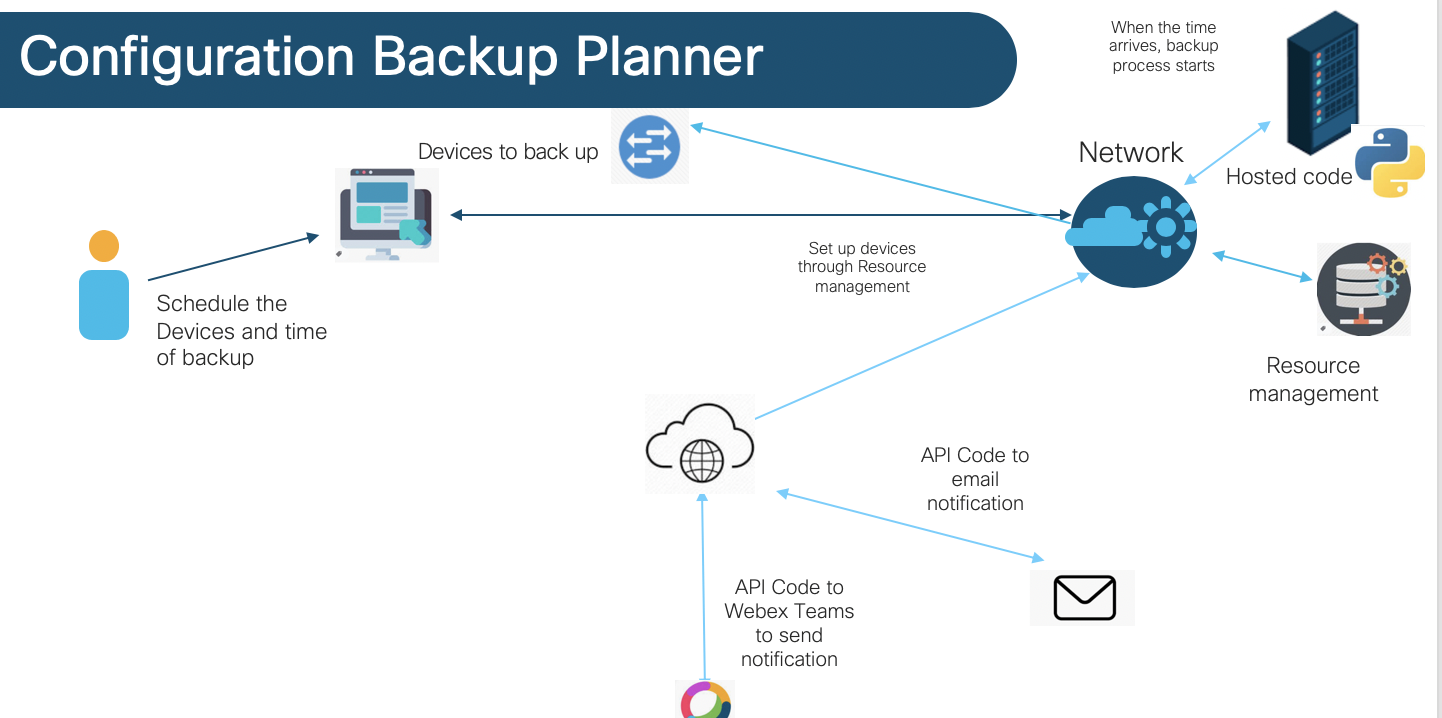 Configuration Backup Planner
When the time
arrives, backup
process starts
Devices to back up
Network
Hosted code
Set up devices
through Resource
management
Schedule the
Devices and time
of backup
Resource
management
API Code to
email
notification
API Code to
Webex Teams
to send
notification